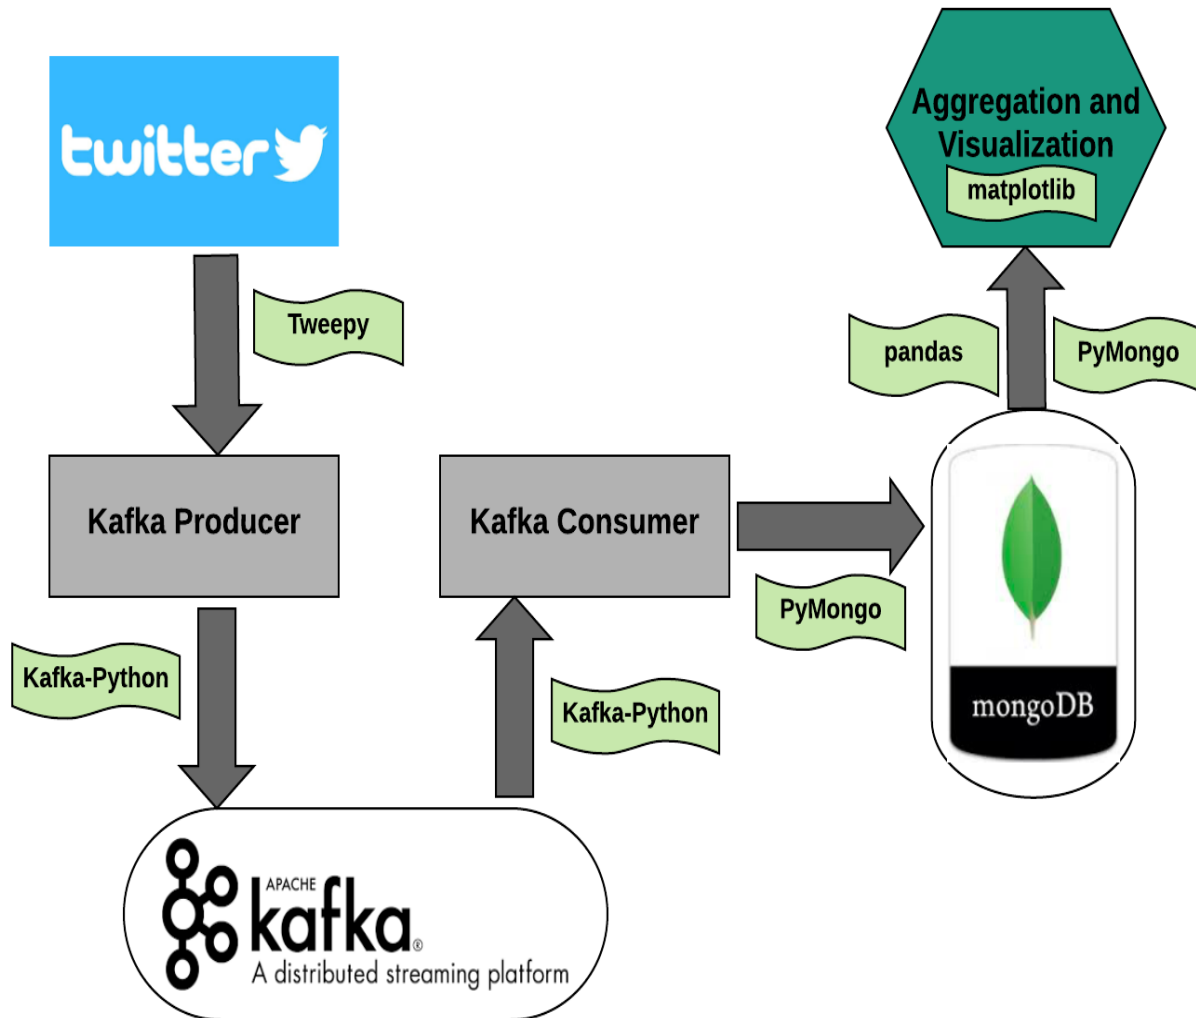 twitter
Aggregation and
Visualization
matplotlib
Tweepy
pandas
PyMongo
Kafka Producer
Kafka Consumer
PyMongo
Kafka-Python
Kafka-Python
mongoDB
APACHE
kafka®
A distributed streaming platform